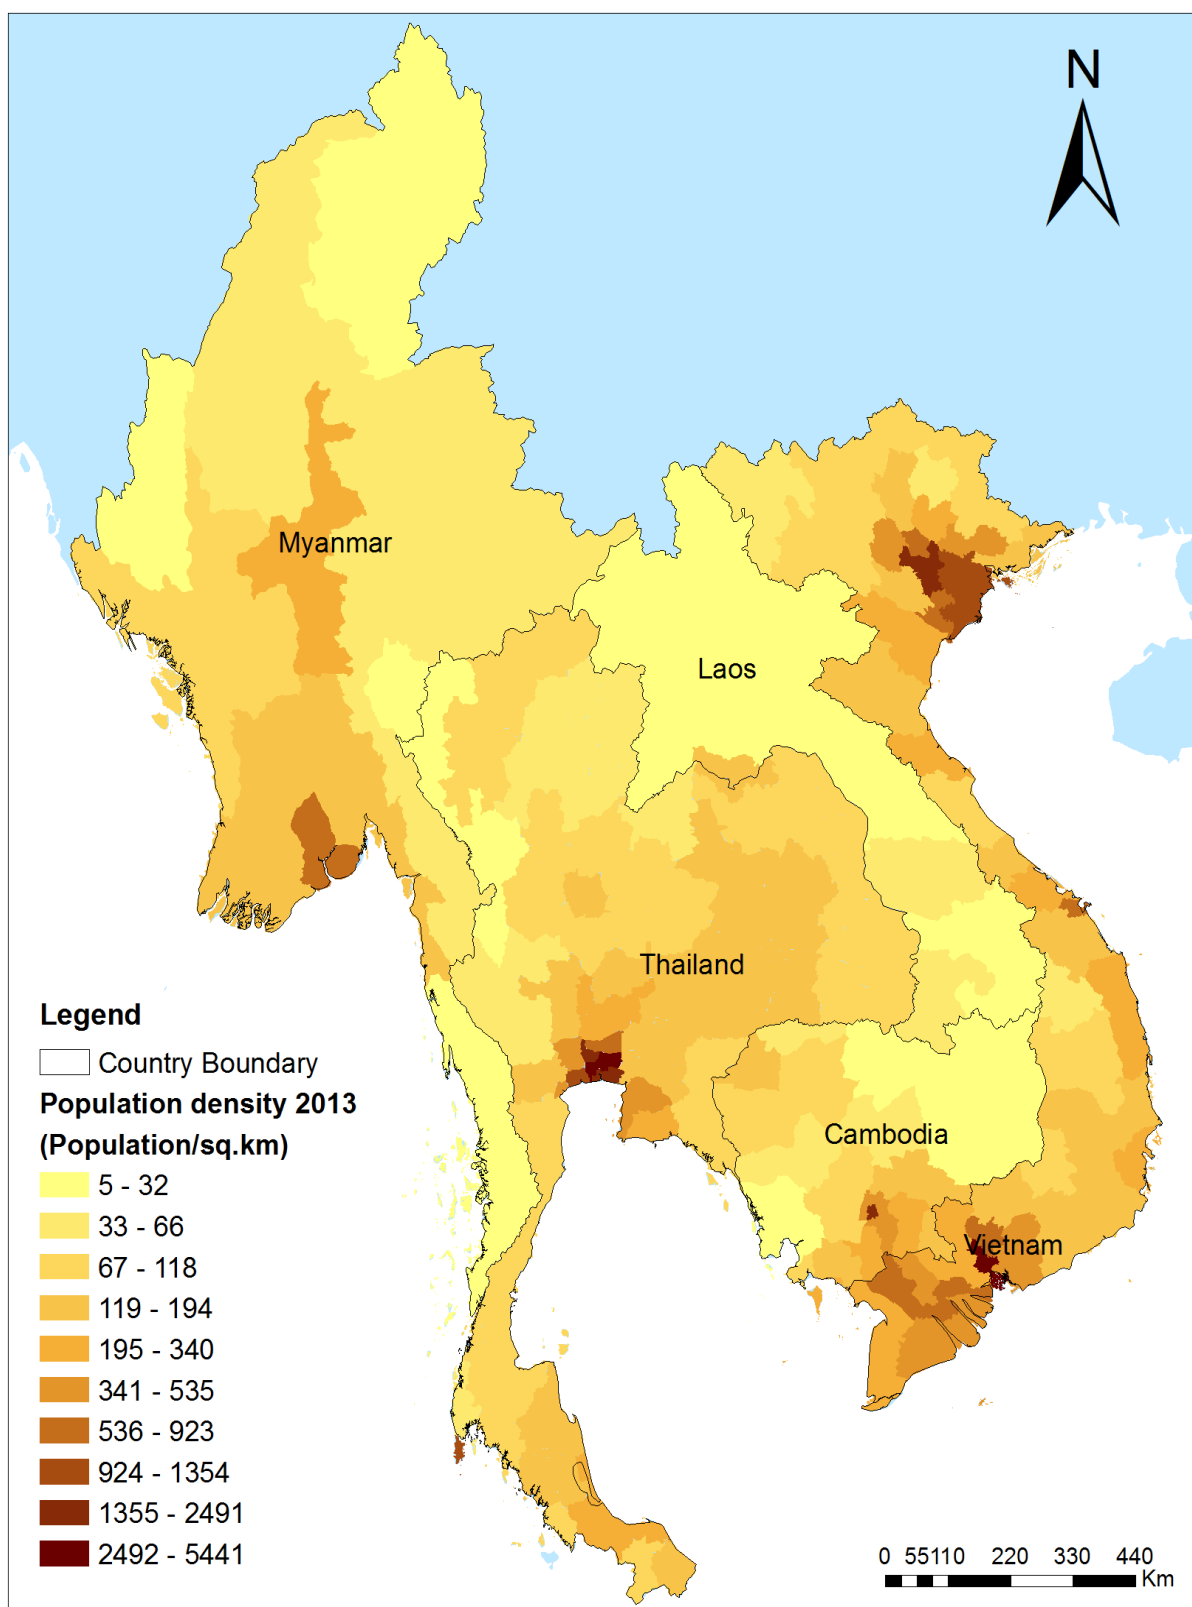 N
Myanmar
Laos
Thailand
Cambodia
Vietnam
Legend
Country Boundary
Population density 2013
(Population/sq.km)
5 - 32
33 - 66
67 - 118
119 - 194
195 - 340
341 - 535
536 - 923
924 - 1354
1355 - 2491
2492 - 5441
0 55110 220 330 440
Km